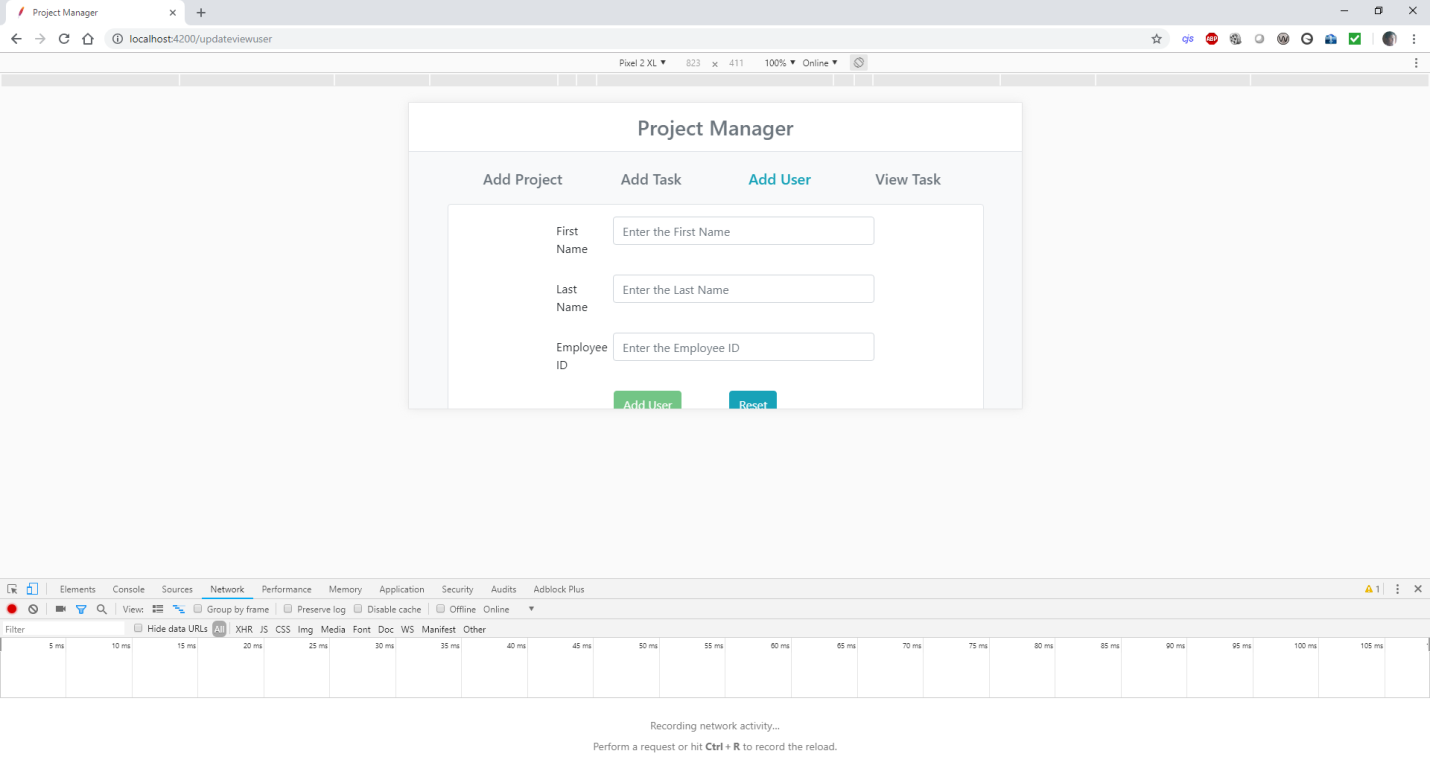 Project Manager
localhost:4200/updateviewuser
cjs ABP
Pixel 2 XL 823 x 411 100% Online
Project Manager
Add Project Add Task Add User View Task
First Name Enter the First Name
Last Name Enter the Last Name
Employee ID Enter the Employee ID
Add User Reset
Elements Console Sources Network Performance Memory Application Security Audits Adblock Plus 1
View: Group by frame Preserve log Disable cache Offline Online
Filter Hide data URLs All XHR JS CSS Img Media Font Doc WS Manifest Other
5 ms 10 ms 15 ms 20 ms 25 ms 30 ms 35 ms 40 ms 45 ms 50 ms 55 ms 60 ms 65 ms 70 ms 75 ms 80 ms 85 ms 90 ms 95 ms 100 ms 105 ms
Recording network activity...
Perform a request or hit Ctrl + R to record the reload.